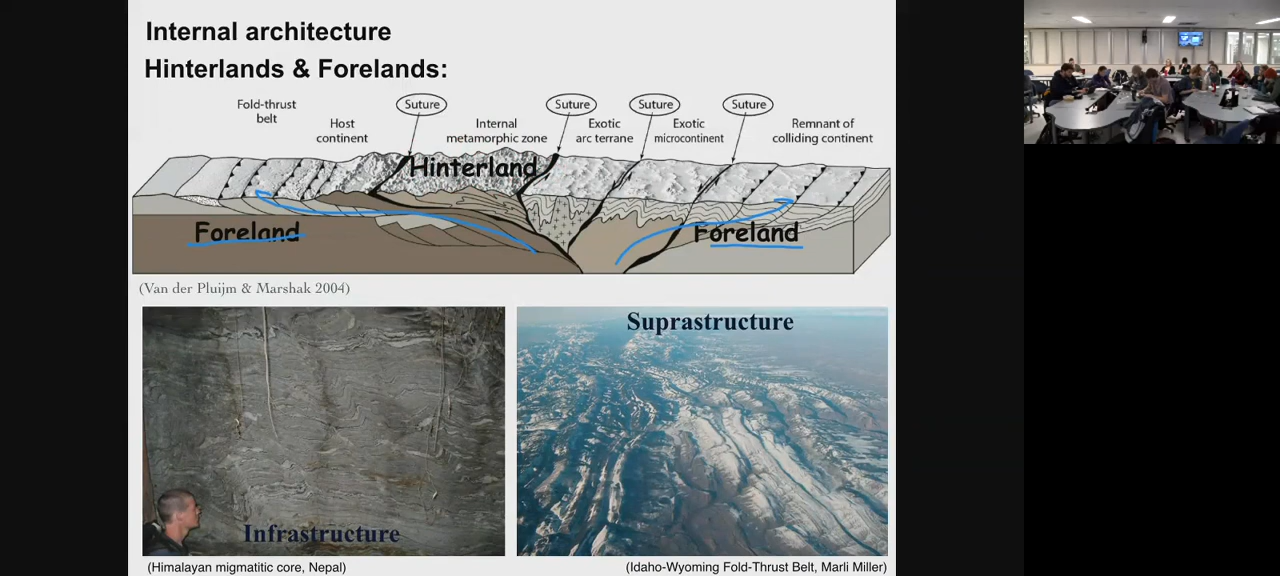 Internal architecture
Hinterlands & Forelands:
Fold-thrust
belt
Host
continent
Suture
Internal
metamorphic zone
Suture
Exotic
arc terrane
Suture
Exotic
microcontinent
Suture
Remnant of
colliding continent
Hinterland
Foreland
Foreland
(Van der Pluijm & Marshak 2004)
Suprastructure
Infrastructure
(Himalayan migmatitic core, Nepal)
(Idaho-Wyoming Fold-Thrust Belt, Marli Miller)